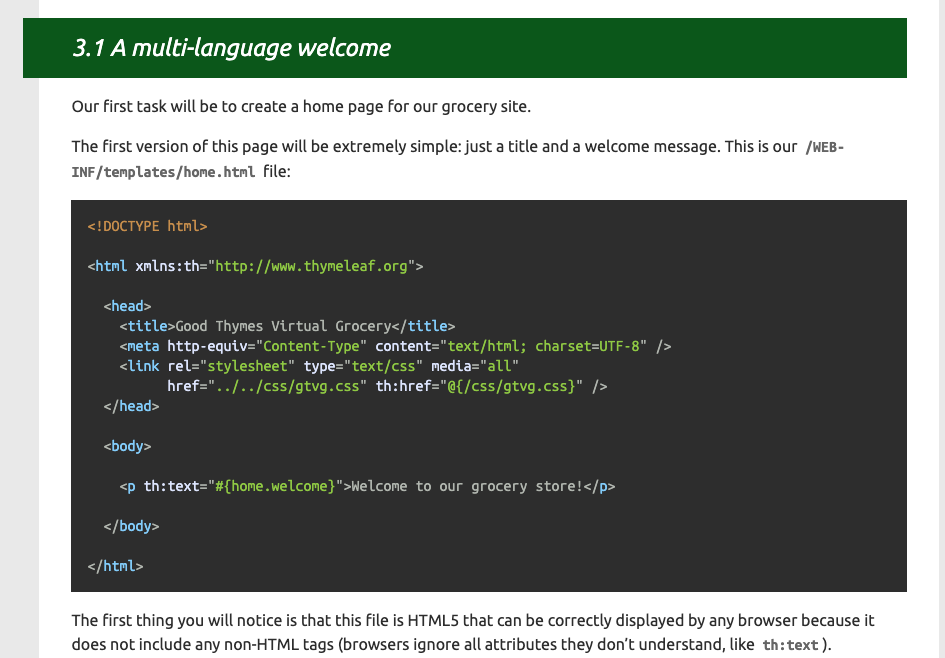 3.1 A multi-language welcome
Our first task will be to create a home page for our grocery site.
The first version of this page will be extremely simple: just a title and a welcome message. This is our /WEB-
INF/templates/home.html file:
<!DOCTYPE html>
<html xmlns:th="http://www.thymeleaf.org">
<head>
<title>Good Thymes Virtual Grocery</title>
<meta http-equiv="Content-Type" content="text/html; charset=UTF-8" />
<link rel="stylesheet" type="text/css" media="all"
href="../../css/gtvg.css" th:href="@{/css/gtvg.css}" />
</head>
<body>
<p th:text="#{home.welcome}">Welcome to our grocery store!</p>
</body>
</html>
The first thing you will notice is that this file is HTML5 that can be correctly displayed by any browser because it
does not include any non-HTML tags (browsers ignore all attributes they don’t understand, like th:text ).